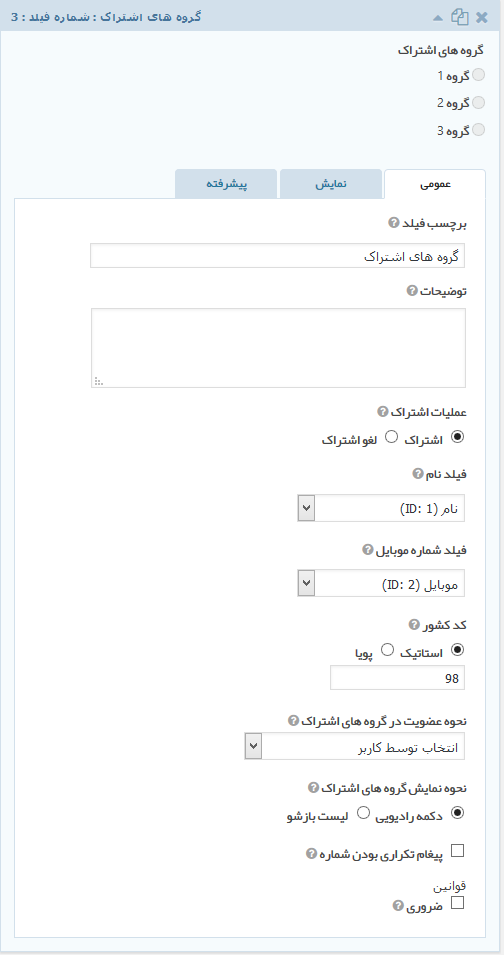 گروه های اشتراک : شماره فیلد : 3
گروه های اشتراک
گروه 1
گروه 2
گروه 3
عمومی نمایش پیشرفته
برچسب فیلد
گروه های اشتراک
توضیحات
عملیات اشتراک
اشتراک لغو اشتراک
فیلد نام
نام (ID: 1)
فیلد شماره موبایل
موبایل (ID: 2)
کد کشور
استاتیک پویا
98
نحوه عضویت در گروه های اشتراک
انتخاب توسط کاربر
نحوه نمایش گروه های اشتراک
دکمه رادیویی لیست بازشو
پیغام تکراری بودن شماره
قوانین
ضروری